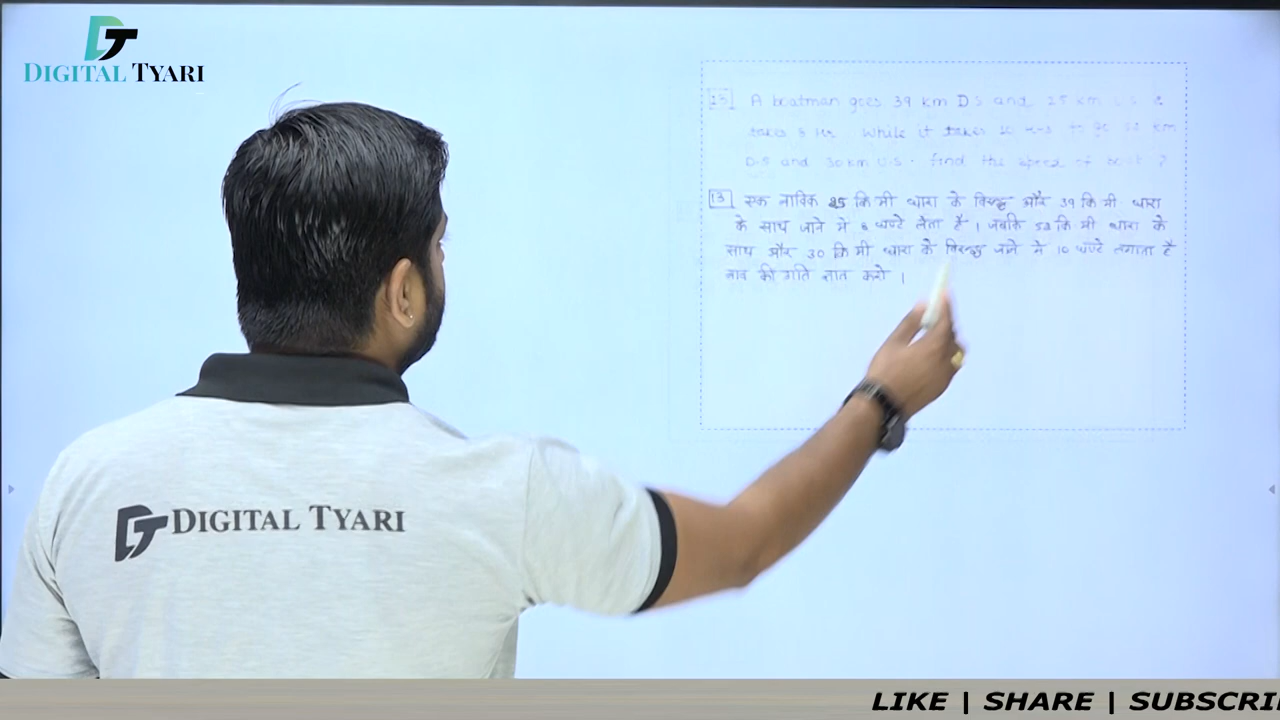 DIGITAL TYARI
13 A boatman goes 39 km D.S and 25 km U.S &
takes 8 Hr. While it takes 10 Hrs to go 52 km
D.S and 30 km U.S. find the speed of boat ?
13 एक नाविक 25 कि मी धारा के विरूद्ध और 39 कि मी धारा
के साथ जाने मे 8 घण्टे लेता है । जबकि 52 कि मी धारा के
साथ और 30 कि मी धारा के विरूद्ध जाने मे 10 घण्टे लगाता है
नाव की गति ज्ञात करो ।
DIGITAL TYARI
LIKE | SHARE | SUBSCRI